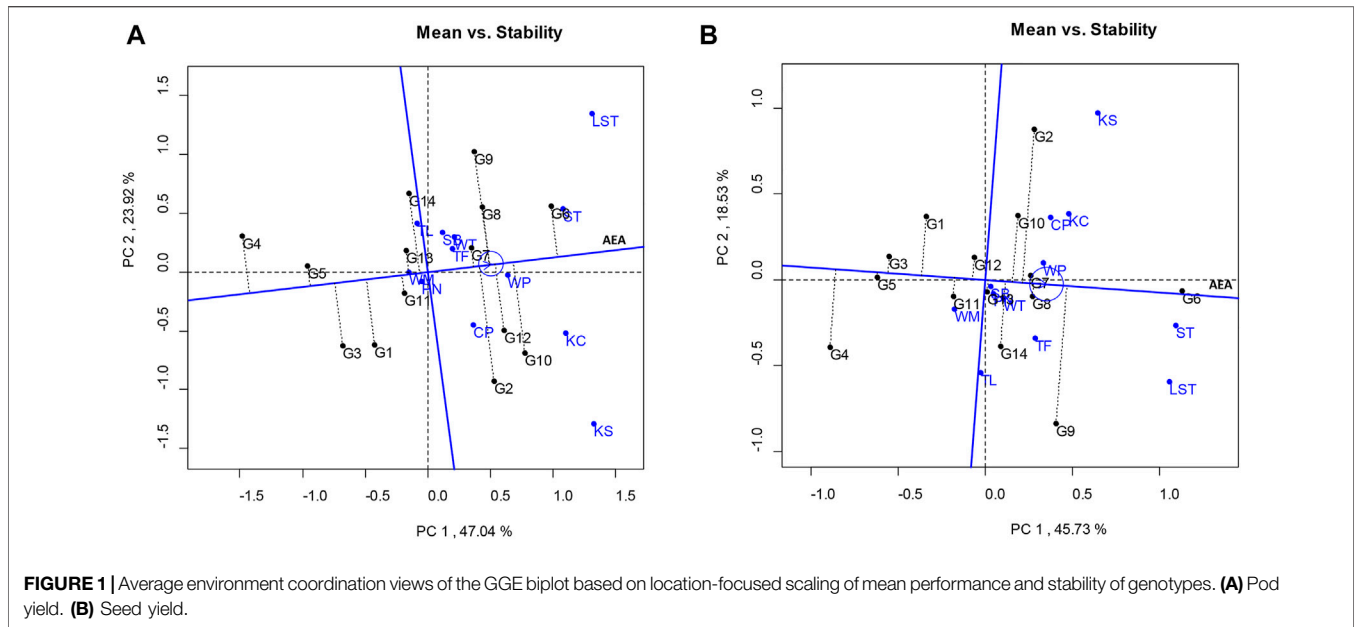 A
Mean vs. Stability
PC 2 , 23.92 %
1.5
1.0
0.5
0.0
-0.5
-1.0
-1.5
LST
G9
G8
G6
ST
G14
TL
SB
WT
TF
G7
AEA
G4
G5
G13
WM
PN
WP
G11
CP
G12
KC
G3
G1
G10
G2
KS
-1.5 -1.0 -0.5 0.0 0.5 1.0 1.5
PC 1 , 47.04 %
B
Mean vs. Stability
PC 2 , 18.53 %
1.0
0.5
0.0
-0.5
-1.0
KS
G2
G1
G10
CP
KC
G3
G12
WP
G5
G7
AEA
SB
G6
G11
WT
G8
WM
ST
G4
G14
TF
TL
LST
G9
-1.0 -0.5 0.0 0.5 1.0
PC 1 , 45.73 %
FIGURE 1 | Average environment coordination views of the GGE biplot based on location-focused scaling of mean performance and stability of genotypes. (A) Pod
yield. (B) Seed yield.